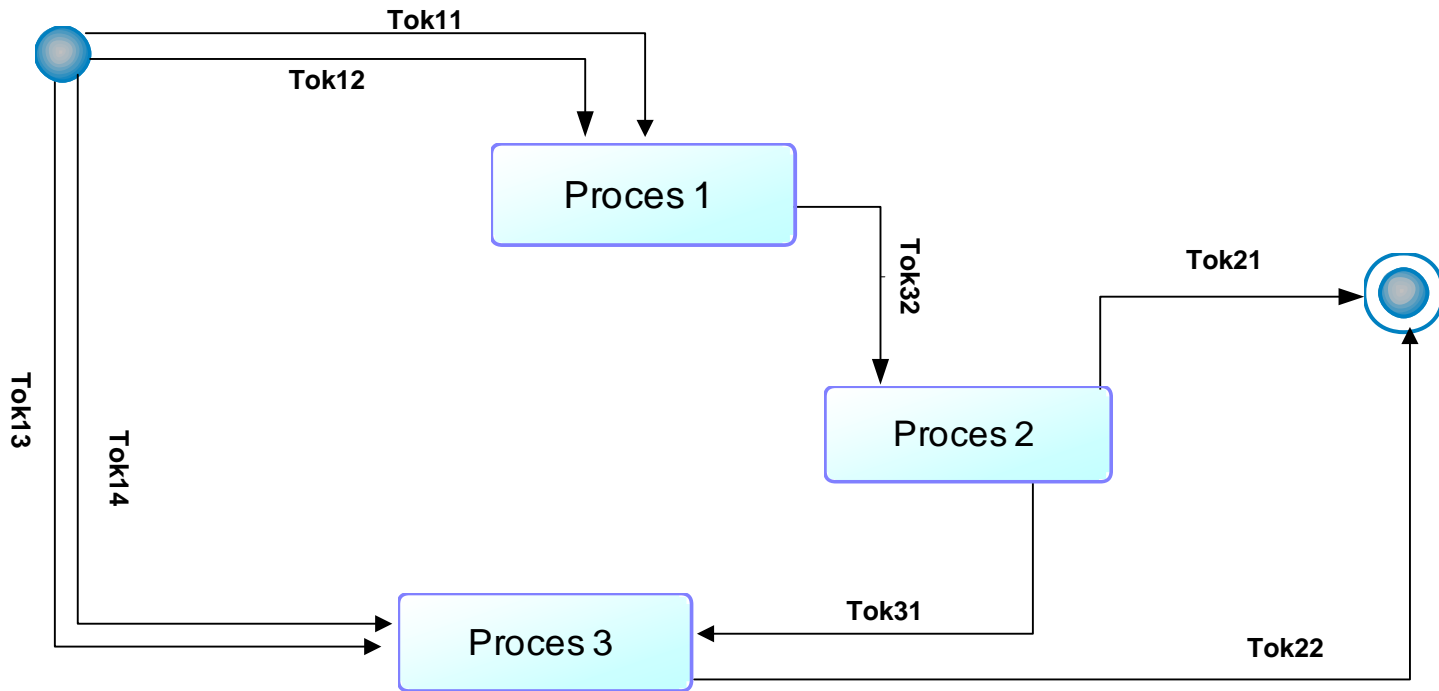 Tok11
Tok12
Proces 1
Tok32
Tok21
Tok13
Tok14
Proces 2
Tok31
Proces 3
Tok22